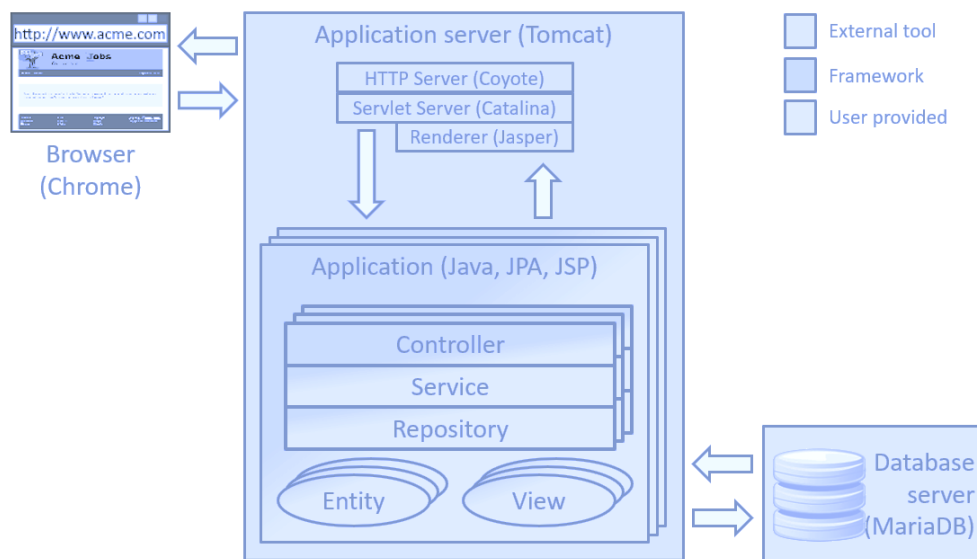 http://www.acme.com
Acme Jobs
Browser
(Chrome)
Application server (Tomcat)
HTTP Server (Coyote)
Servlet Server (Catalina)
Renderer (Jasper)
Application (Java, JPA, JSP)
Controller
Service
Repository
Entity
View
External tool
Framework
User provided
Database
server
(MariaDB)